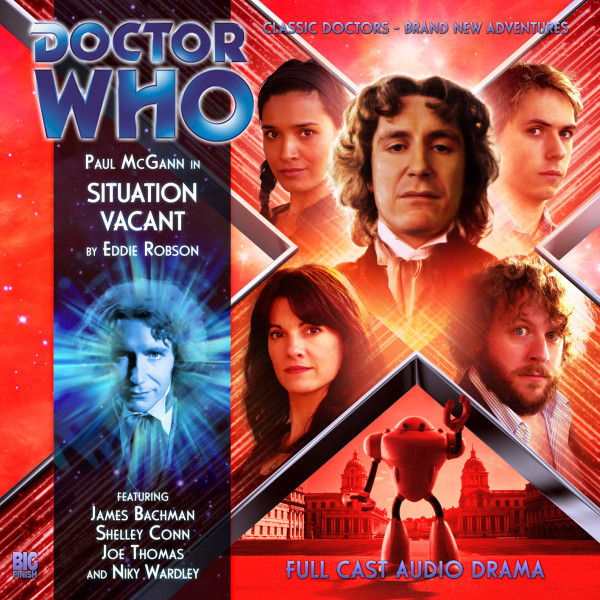 DOCTOR
WHO
CLASSIC DOCTORS - BRAND NEW ADVENTURES
PAUL MCGANN IN
SITUATION
VACANT
BY EDDIE ROBSON
FEATURING
JAMES BACHMAN
SHELLEY CONN
JOE THOMAS
AND NIKY WARDLEY
BIG
FINISH
FULL CAST AUDIO DRAMA